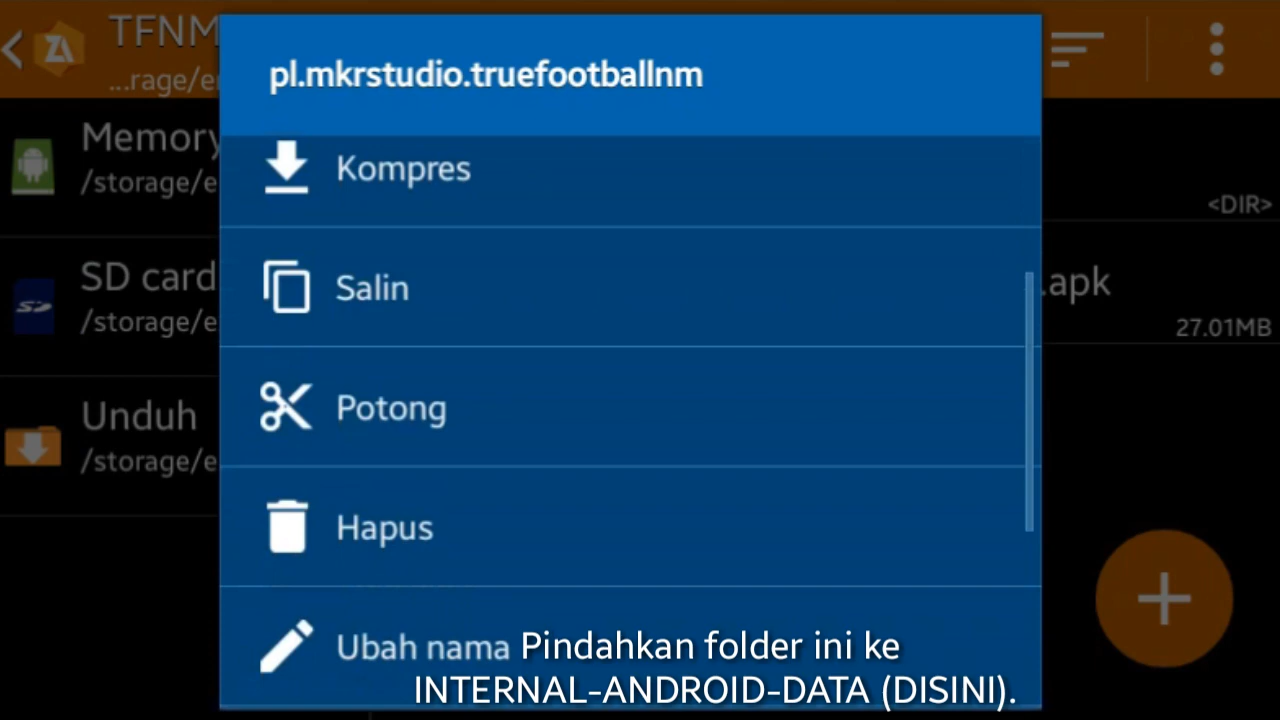 TFNM
...rage/e
pl.mkrstudio.truefootballnm
Memory
/storage/e
Kompres
<DIR>
SD card
/storage/e
Salin
.apk
27.01MB
Unduh
/storage/e
Potong
Hapus
Ubah nama
Pindahkan folder ini ke
INTERNAL-ANDROID-DATA (DISINI).